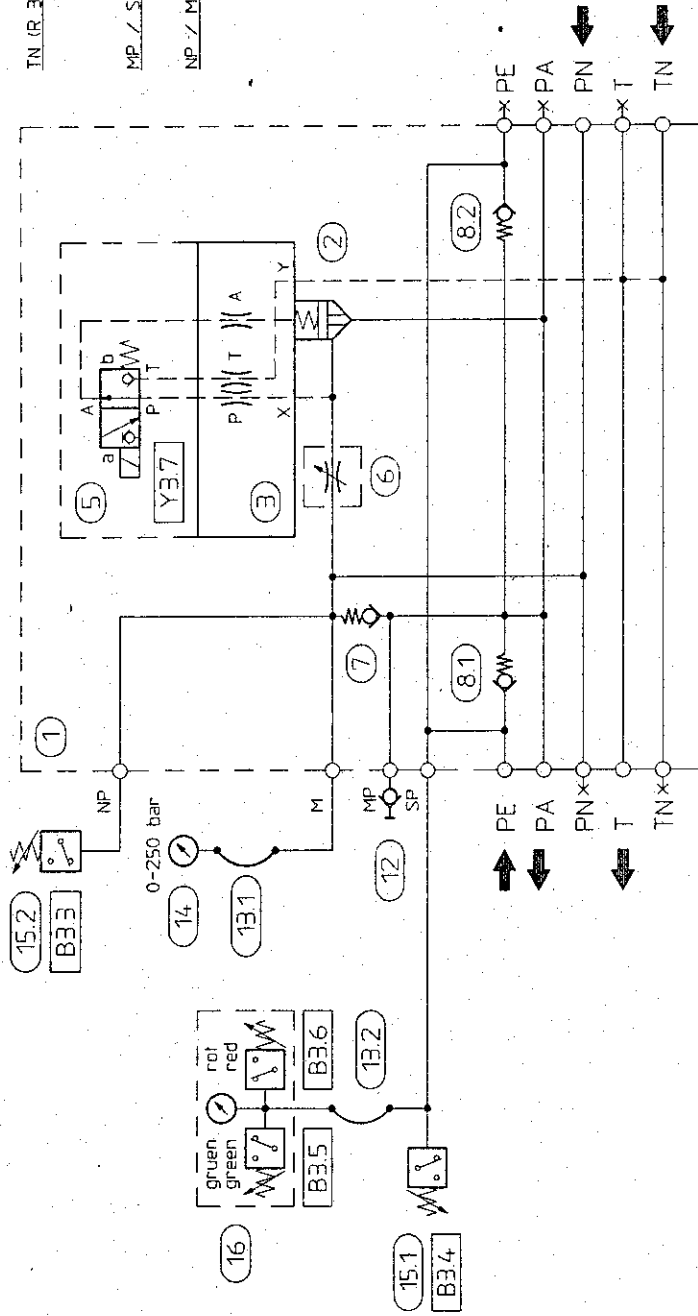 15.2
TN (R.3
1
B3.3
NP
5
a
A
b
MP / S
P
T
0-250 bar
Y3.7
14
NP / M
gruen
rot
green
red
16
13.1
P
T
A
3
X
Y
B3.5
B3.6
M
2
7
13.2
MP
6
12
SP
15.1
B3.4
8.1
8.2
PE
PE
PA
PA
PN
PN
T
T
TN
TN